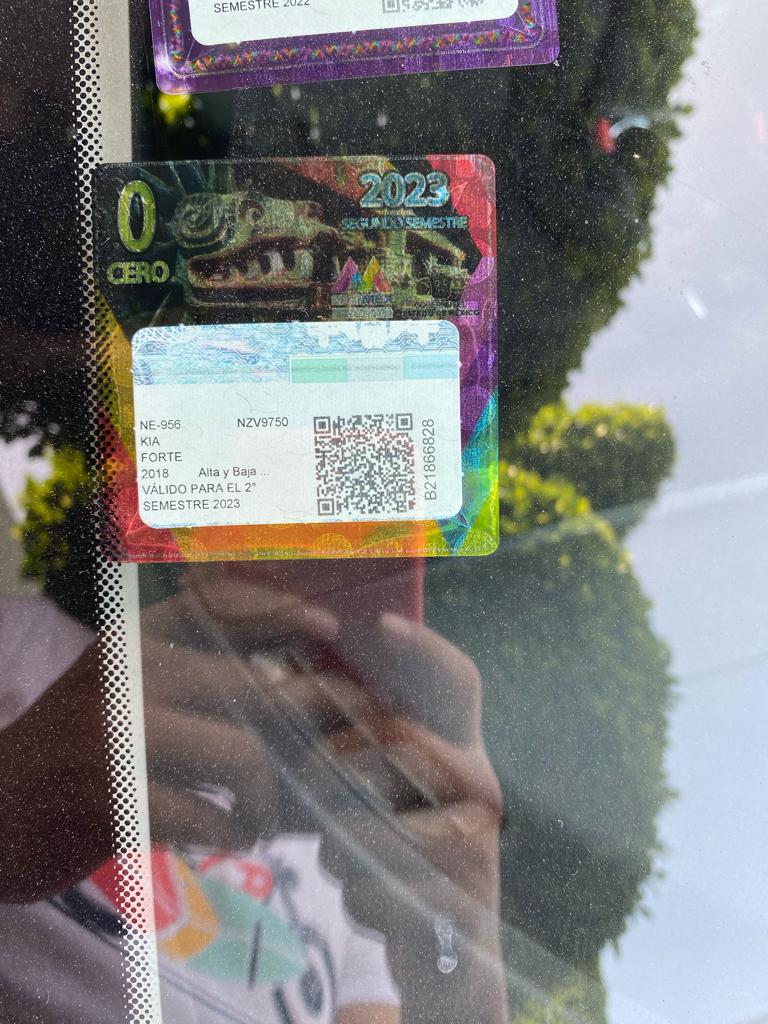 SEMESTRE 2022
0
CERO
2023
SEGUNDO SEMESTRE
ESTADO DE MÉXICO
NE-956 NZV9750
KIA
FORTE
2018 Alta y Baja ...
VÁLIDO PARA EL 2°
SEMESTRE 2023
B21866828